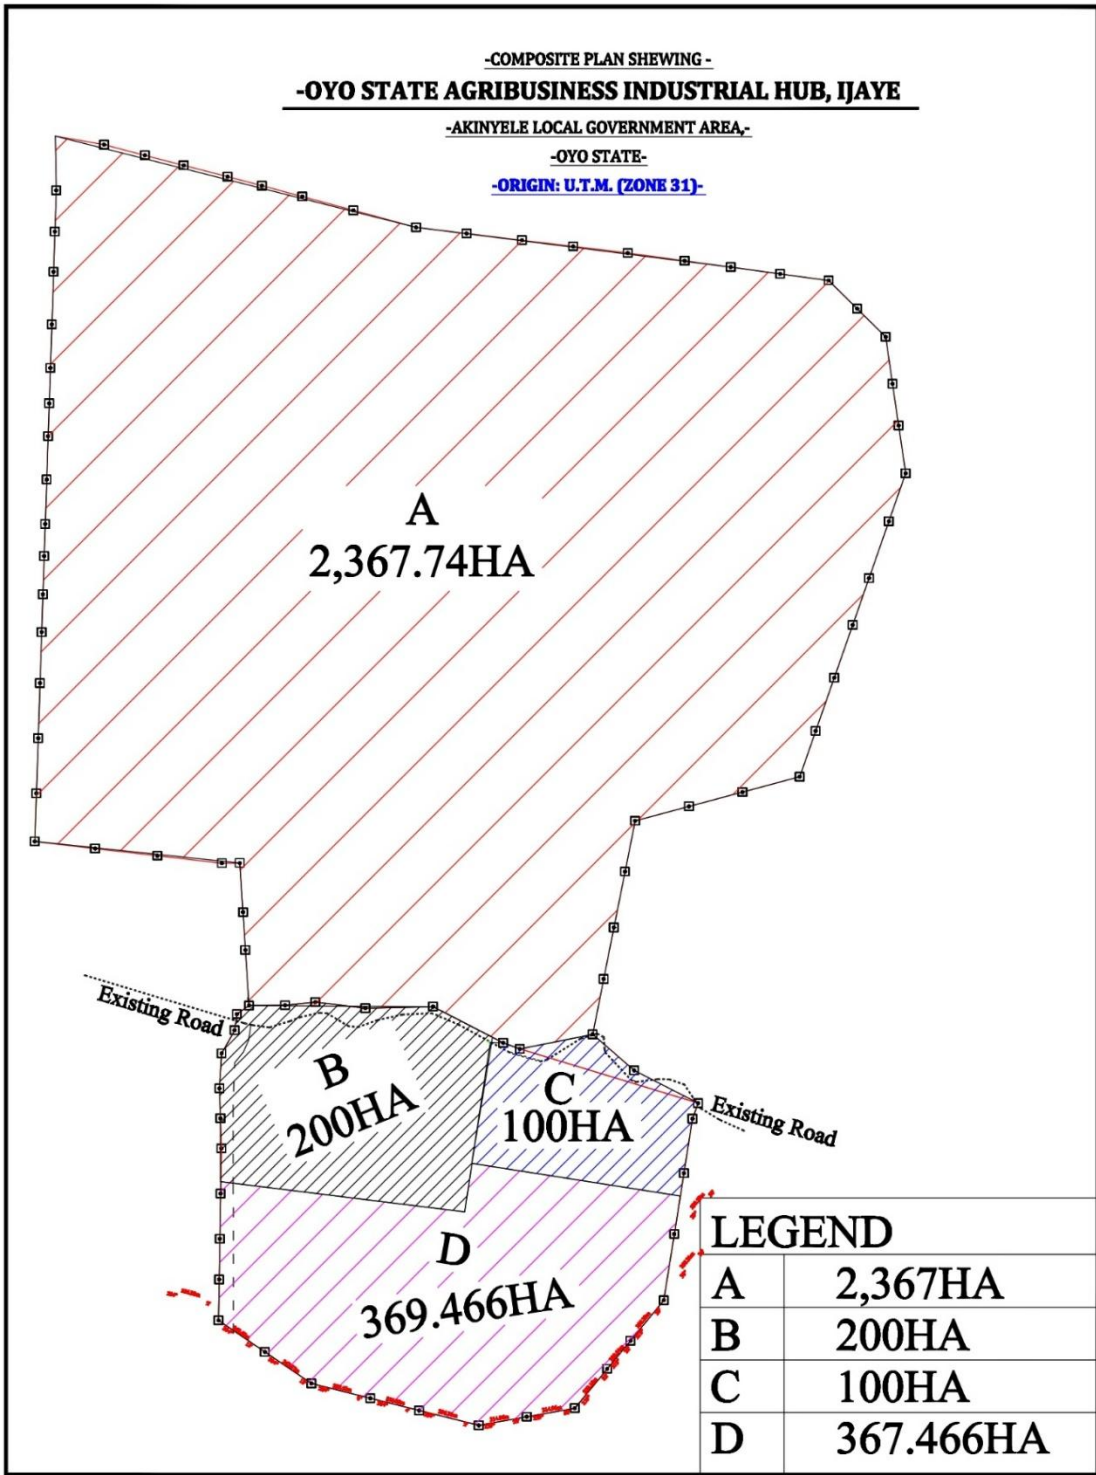 -COMPOSITE PLAN SHEWING -
-OYO STATE AGRIBUSINESS INDUSTRIAL HUB, IJAYE
-AKINYELE LOCAL GOVERNMENT AREA,-
-OYO STATE-
-ORIGIN: U.T.M. (ZONE 31)-
A
2,367.74HA
Existing Road
B
200HA
C
100HA
Existing Road
D
369.466HA
LEGEND
A 2,367HA
B 200HA
C 100HA
D 367.466HA